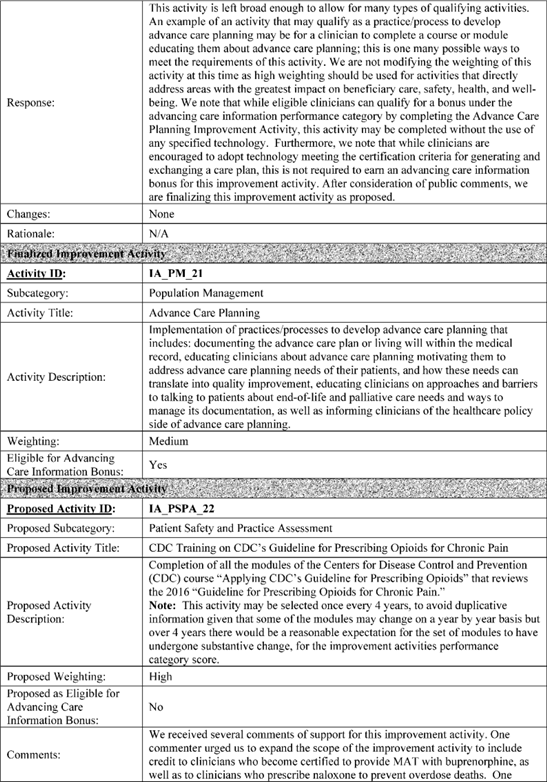 This activity is left broad enough to allow for many types of qualifying activities.
An example of an activity that may qualify as a practice/process to develop
advance care planning may be for a clinician to complete a course or module
educating them about advance care planning; this is one many possible ways to
meet the requirements of this activity. We are not modifying the weighting of this
activity at this time as high weighting should be used for activities that directly
address areas with the greatest impact on beneficiary care, safety, health, and well-
Response: being. We note that while eligible clinicians can qualify for a bonus under the
advancing care information performance category by completing the Advance Care
Planning Improvement Activity, this activity may be completed without the use of
any specified technology. Furthermore, we note that while clinicians are
encouraged to adopt technology meeting the certification criteria for generating and
exchanging a care plan, this is not required to earn an advancing care information
bonus for this improvement activity. After consideration of public comments, we
are finalizing this improvement activity as proposed.
Changes: None
Rationale: N/A
Finalized Improvement Activity
Activity ID: IA_PM_21
Subcategory: Population Management
Activity Title: Advance Care Planning
Implementation of practices/processes to develop advance care planning that
includes: documenting the advance care plan or living will within the medical
record, educating clinicians about advance care planning motivating them to
Activity Description: address advance care planning needs of their patients, and how these needs can
translate into quality improvement, educating clinicians on approaches and barriers
to talking to patients about end-of-life and palliative care needs and ways to
manage its documentation, as well as informing clinicians of the healthcare policy
side of advance care planning.
Weighting: Medium
Eligible for Advancing
Care Information Bonus: Yes
Proposed Improvement Activity
Proposed Activity ID: IA_PSPA_22
Proposed Subcategory: Patient Safety and Practice Assessment
Proposed Activity Title: CDC Training on CDC's Guideline for Prescribing Opioids for Chronic Pain
Completion of all the modules of the Centers for Disease Control and Prevention
(CDC) course “Applying CDC's Guideline for Prescribing Opioids” that reviews
the 2016 “Guideline for Prescribing Opioids for Chronic Pain.”
Proposed Activity Description: Note: This activity may be selected once every 4 years, to avoid duplicative
information given that some of the modules may change on a year by year basis but
over 4 years there would be a reasonable expectation for the set of modules to have
undergone substantive change, for the improvement activities performance
category score.
Proposed Weighting: High
Proposed as Eligible for
Advancing Care
Information Bonus: No
We received several comments of support for this improvement activity. One
Comments: commenter urged us to expand the scope of the improvement activity to include
credit to clinicians who become certified to provide MAT with buprenorphine, as
well as to clinicians who prescribe naloxone to prevent overdose deaths. One